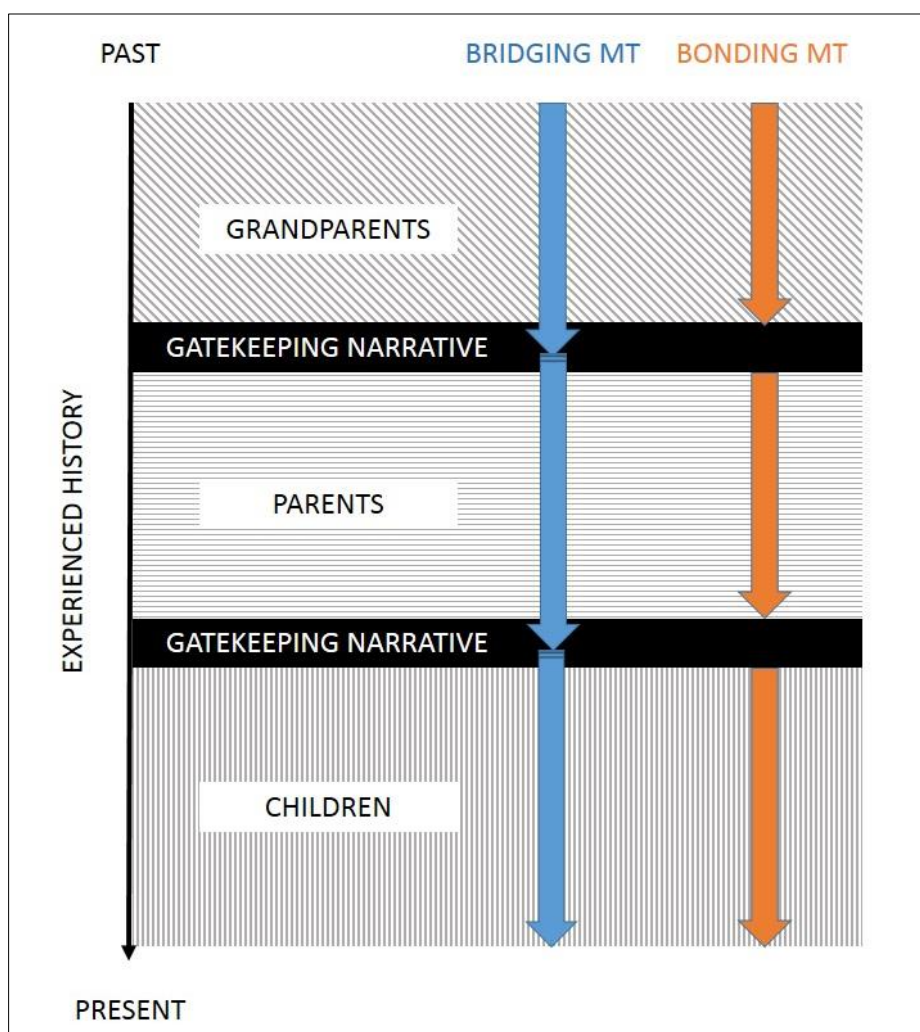 PAST
BRIDGING MT
BONDING MT
GRANDPARENTS
GATEKEEPING NARRATIVE
EXPERIENCED HISTORY
PARENTS
GATEKEEPING NARRATIVE
CHILDREN
PRESENT